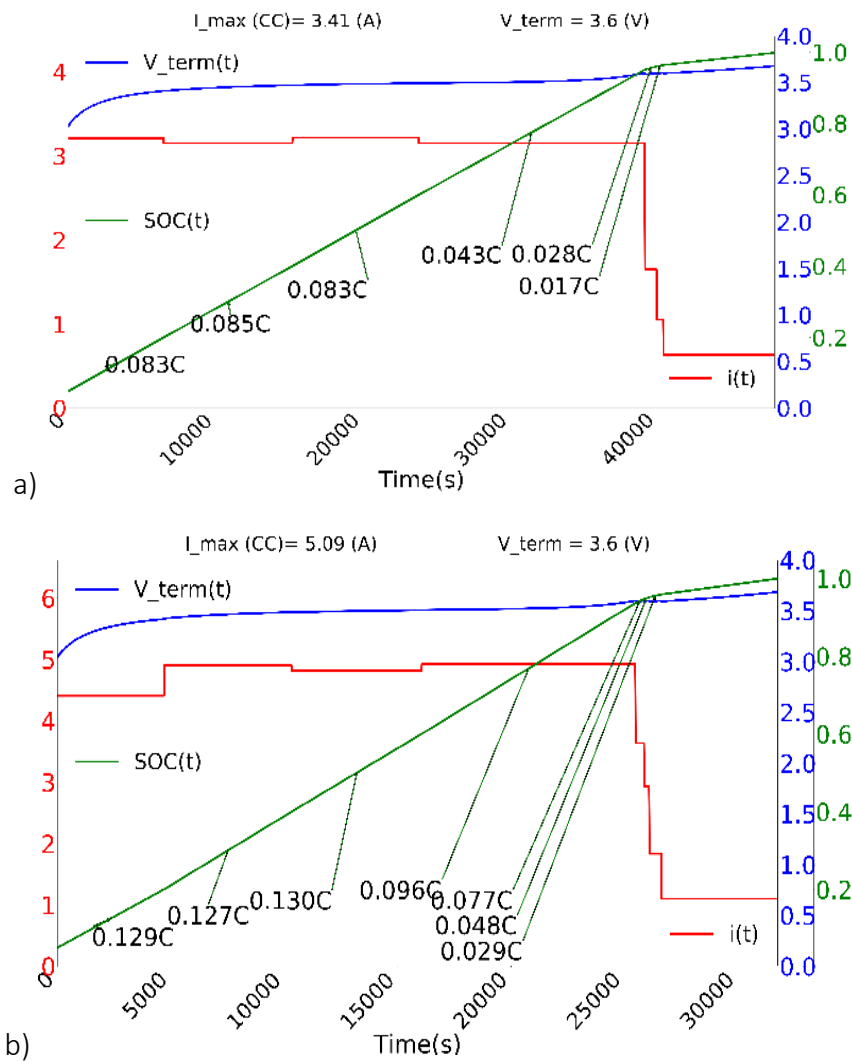 I_max (CC)= 3.41 (A) V_term = 3.6 (V)
4.0
V_term(t)
1.0
4
3.5
3.0
0.8
3
2.5
0.6
SOC(t)
2.0
2
0.043C 0.028C
0.4
0.083C 0.017C
1.5
0.085C
1
1.0
0.2
0.083C
0.5
i(t)
0
0.0
0 10000 20000 30000 40000
Time(s)
a)
I_max (CC)= 5.09 (A) V_term = 3.6 (V)
4.0
V_term(t)
1.0
6
3.5
5
3.0
0.8
4
2.5
SOC(t)
0.6
2.0
3
1.5
0.4
2
0.096C
0.130C 0.077C
1.0
0.2
0.127C
1
0.048C
0.129C
i(t)
0.5
0.029C
0
0.0
0 5000 10000 15000 20000 25000 30000
Time(s)
b)